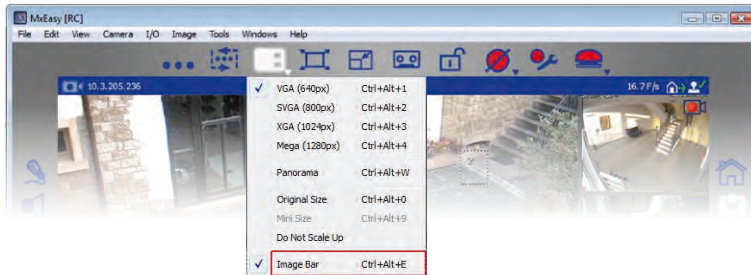 MxEasy [RC]
File Edit View Camera I/O Image Tools Windows Help
10.3.205.236
16.7 F/s
VGA (640px) Ctrl+Alt+1
SVGA (800px) Ctrl+Alt+2
XGA (1024px) Ctrl+Alt+3
Mega (1280px) Ctrl+Alt+4
Panorama Ctrl+Alt+W
Original Size Ctrl+Alt+0
Mini Size Ctrl+Alt+9
Do Not Scale Up
Image Bar Ctrl+Alt+E